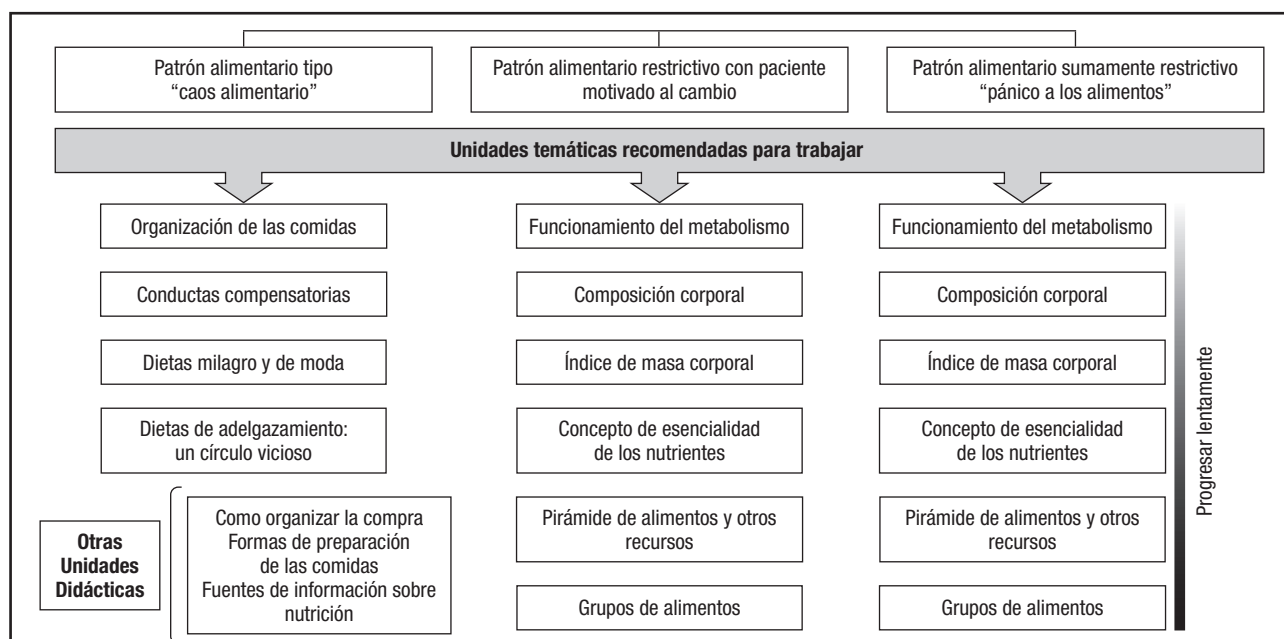 Patrón alimentario tipo
“caos alimentario”
Patrón alimentario restrictivo con paciente
motivado al cambio
Patrón alimentario sumamente restrictivo
“pánico a los alimentos”
Unidades temáticas recomendadas para trabajar
Organización de las comidas
Conductas compensatorias
Dietas milagro y de moda
Dietas de adelgazamiento:
un círculo vicioso
Otras
Unidades
Didácticas
Como organizar la compra
Formas de preparación
de las comidas
Fuentes de información sobre
nutrición
Funcionamiento del metabolismo
Composición corporal
Índice de masa corporal
Concepto de esencialidad
de los nutrientes
Pirámide de alimentos y otros
recursos
Grupos de alimentos
Funcionamiento del metabolismo
Composición corporal
Índice de masa corporal
Concepto de esencialidad
de los nutrientes
Pirámide de alimentos y otros
recursos
Grupos de alimentos
Progresar lentamente